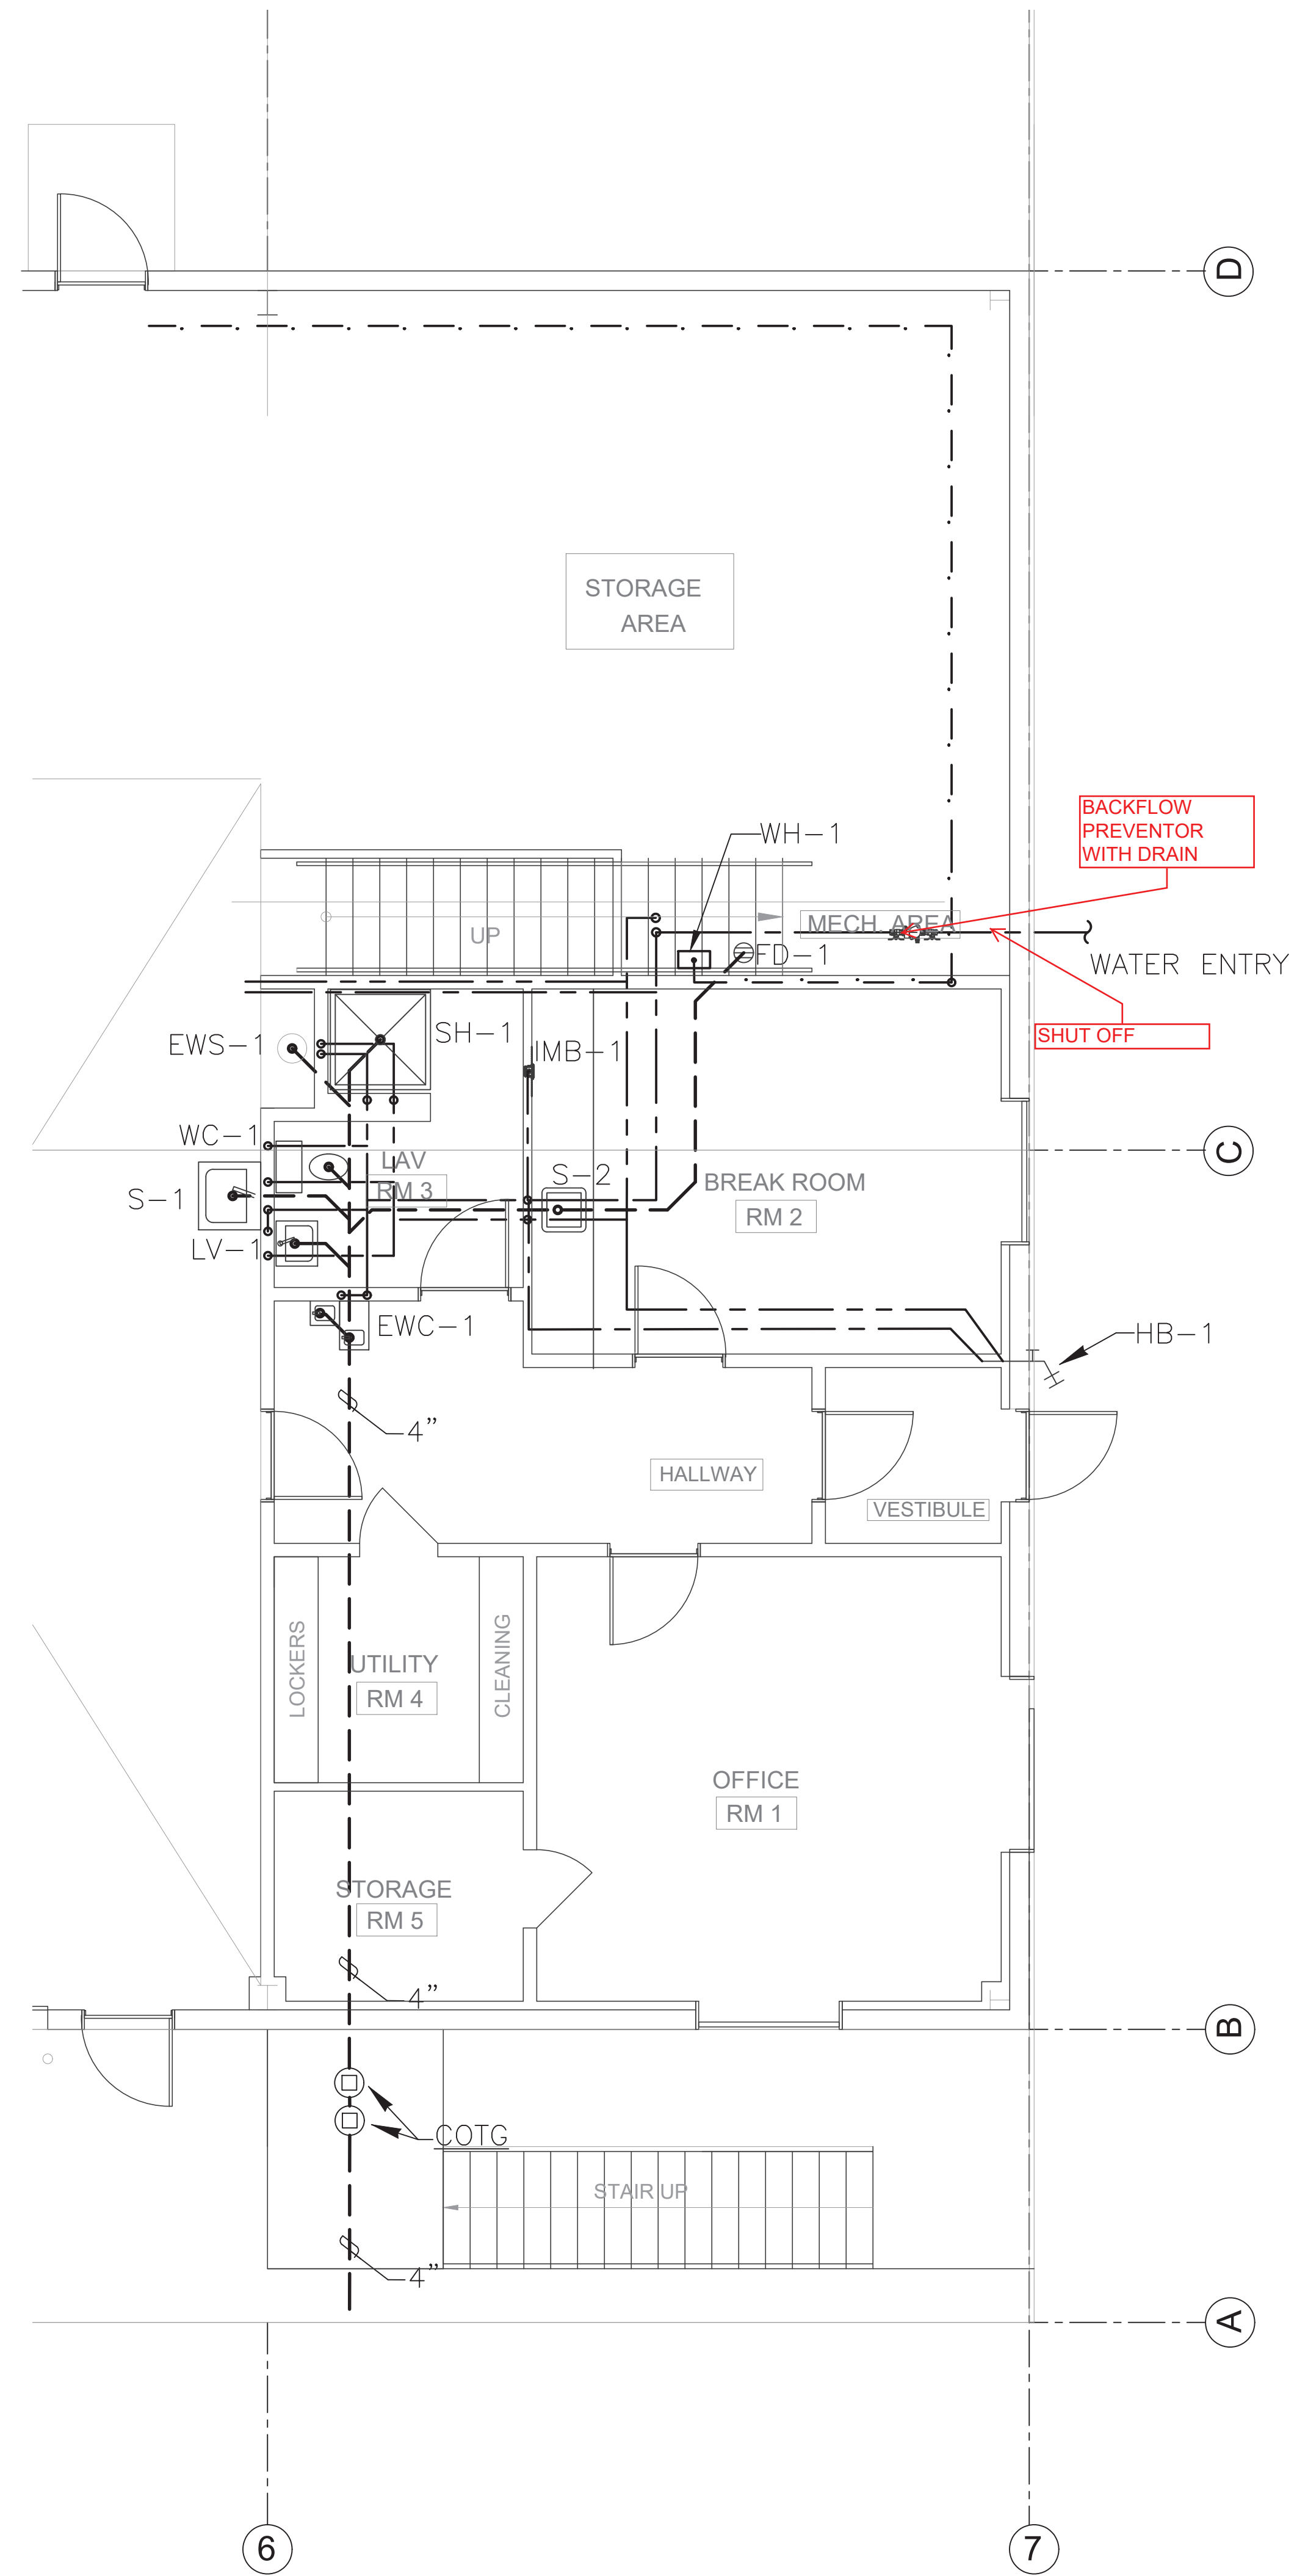 D
STORAGE
AREA
BACKFLOW
PREVENTOR
WITH DRAIN
WH-1
UP
MECH. AREA
FD-1
WATER ENTRY
SHUT OFF
EWS-1
SH-1
IMB-1
WC-1
LAV
RM 3
S-1
S-2
BREAK ROOM
RM 2
C
LV-1
EWC-1
HB-1
4"
HALLWAY
VESTIBULE
LOCKERS
UTILITY
RM 4
CLEANING
OFFICE
RM 1
STORAGE
RM 5
4"
B
COTG
STAIR UP
4"
A
6
7